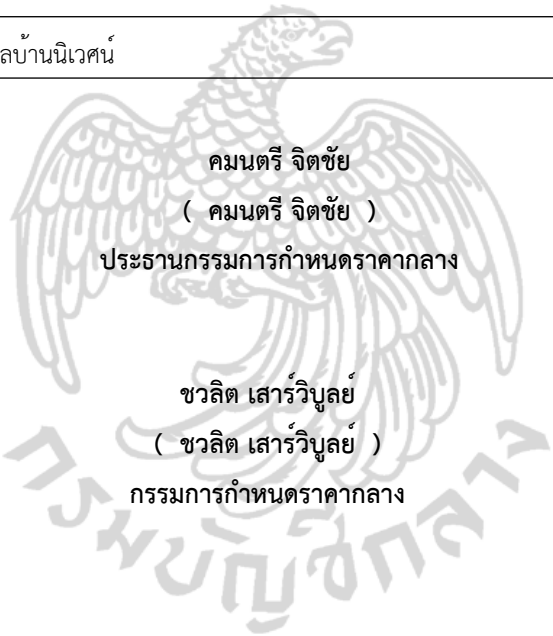 ลบ้านนิเวศน์
คมนตรี จิตชัย
( คมนตรี จิตชัย )
ประธานกรรมการกำหนดราคากลาง
ชวลิต เสาร์วิบูลย์
( ชวลิต เสาร์วิบูลย์ )
กรรมการกำหนดราคากลาง
กรมบัญชีกลาง